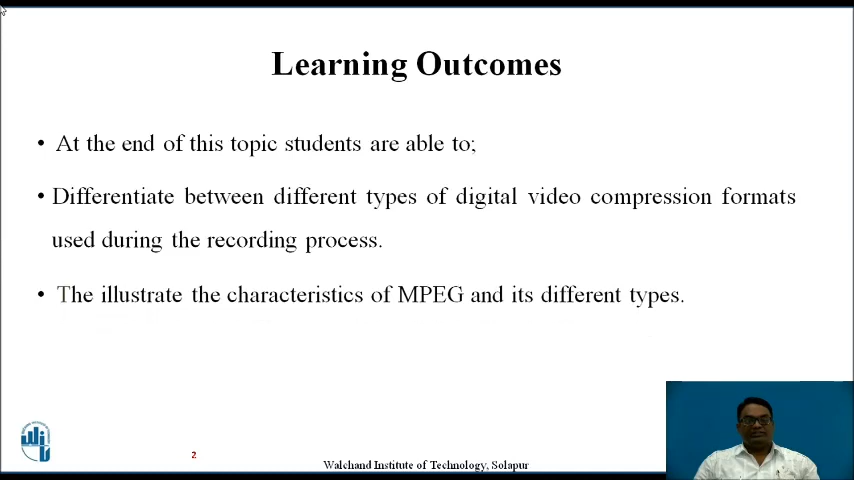 Learning Outcomes
• At the end of this topic students are able to;
• Differentiate between different types of digital video compression formats
used during the recording process.
• The illustrate the characteristics of MPEG and its different types.
2
Walchand Institute of Technology, Solapur